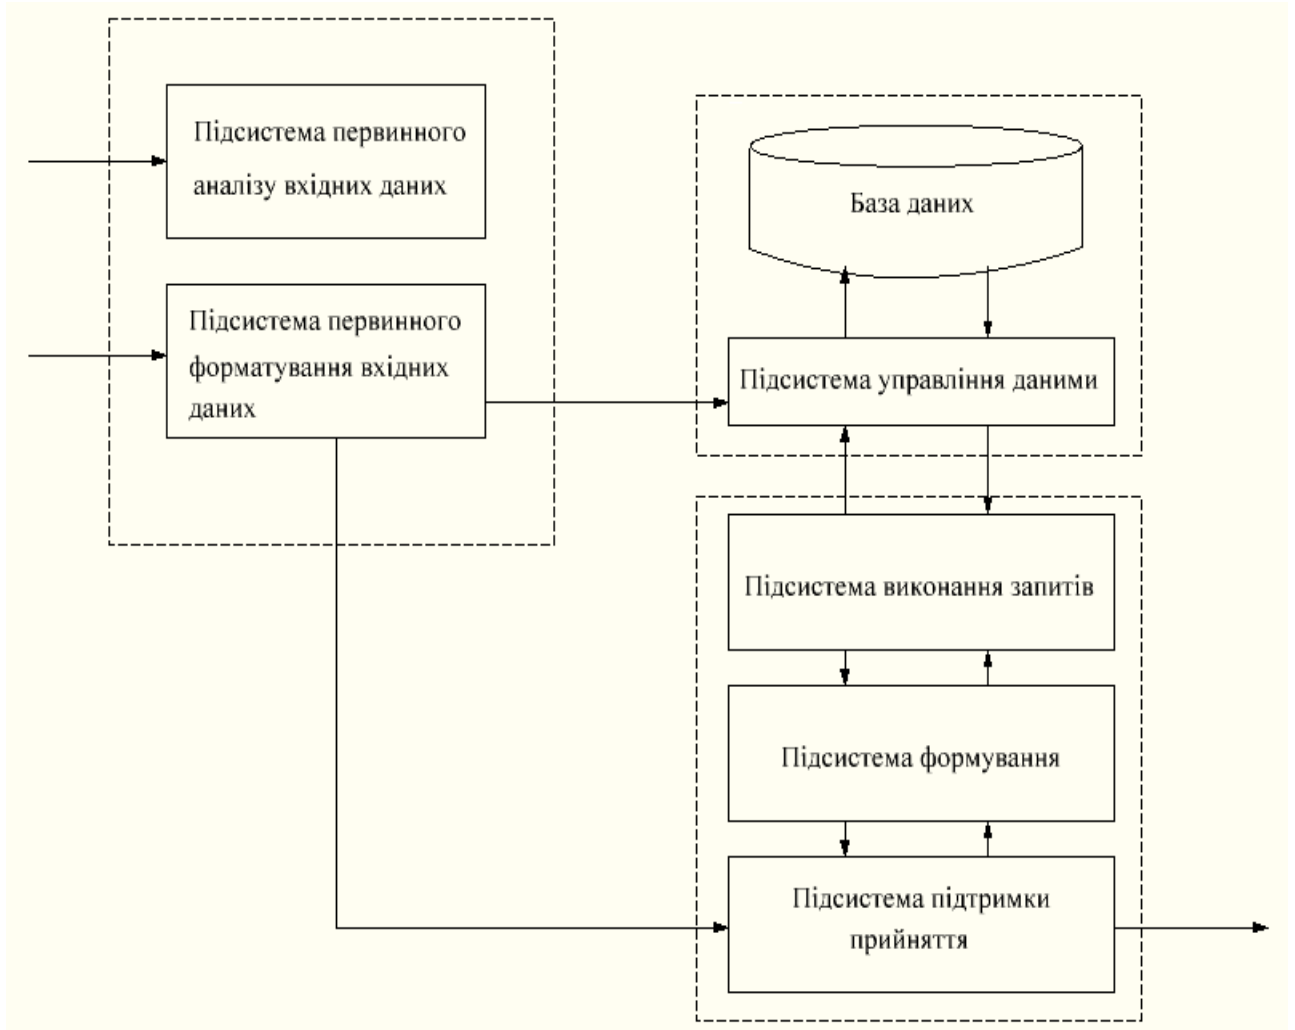 Підсистема первинного
аналізу вхідних даних
Підсистема первинного
форматування вхідних
даних
База даних
Підсистема управління даними
Підсистема виконання запитів
Підсистема формування
Підсистема підтримки
прийняття